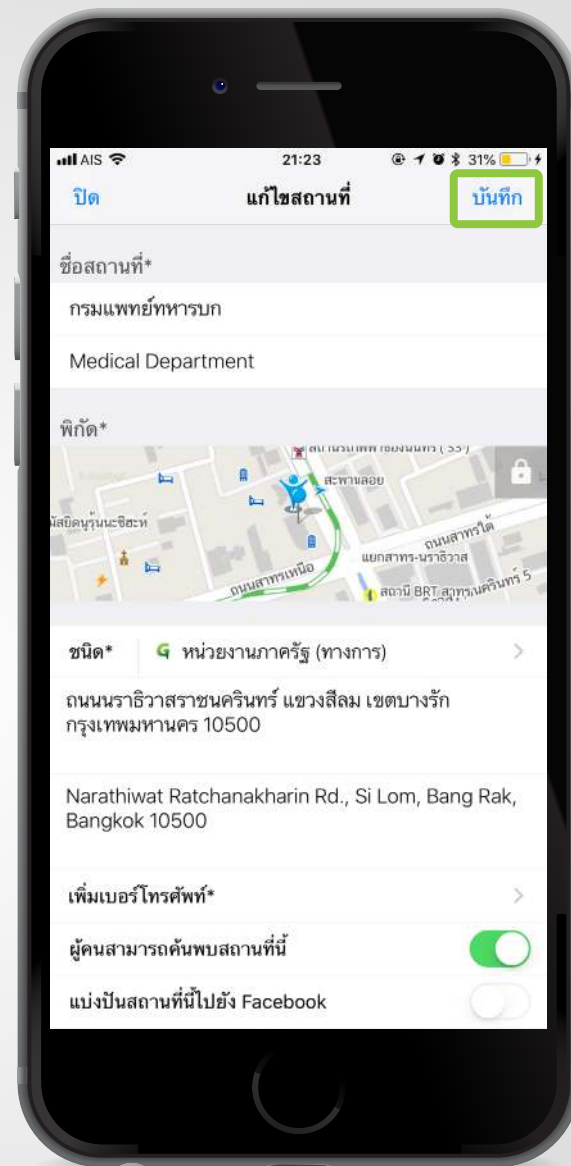 AIS 21:23 31%
ปิด แก้ไขสถานที่ บันทึก
ชื่อสถานที่*
กรมแพทย์ทหารบก
Medical Department
พิกัด*
สะพานลอย
ถนนสาทรใต้
แยกสาทร-นราธิวาส
ถนนสาทรเหนือ
สถานี BRT
ชนิด* หน่วยงานภาครัฐ (ทางการ)
ถนนนราธิวาสราชนครินทร์ แขวงสีลม เขตบางรัก
กรุงเทพมหานคร 10500
Narathiwat Ratchanakharin Rd., Si Lom, Bang Rak,
Bangkok 10500
เพิ่มเบอร์โทรศัพท์*
ผู้คนสามารถค้นพบสถานที่นี้
แบ่งปันสถานที่นี้ไปยัง Facebook